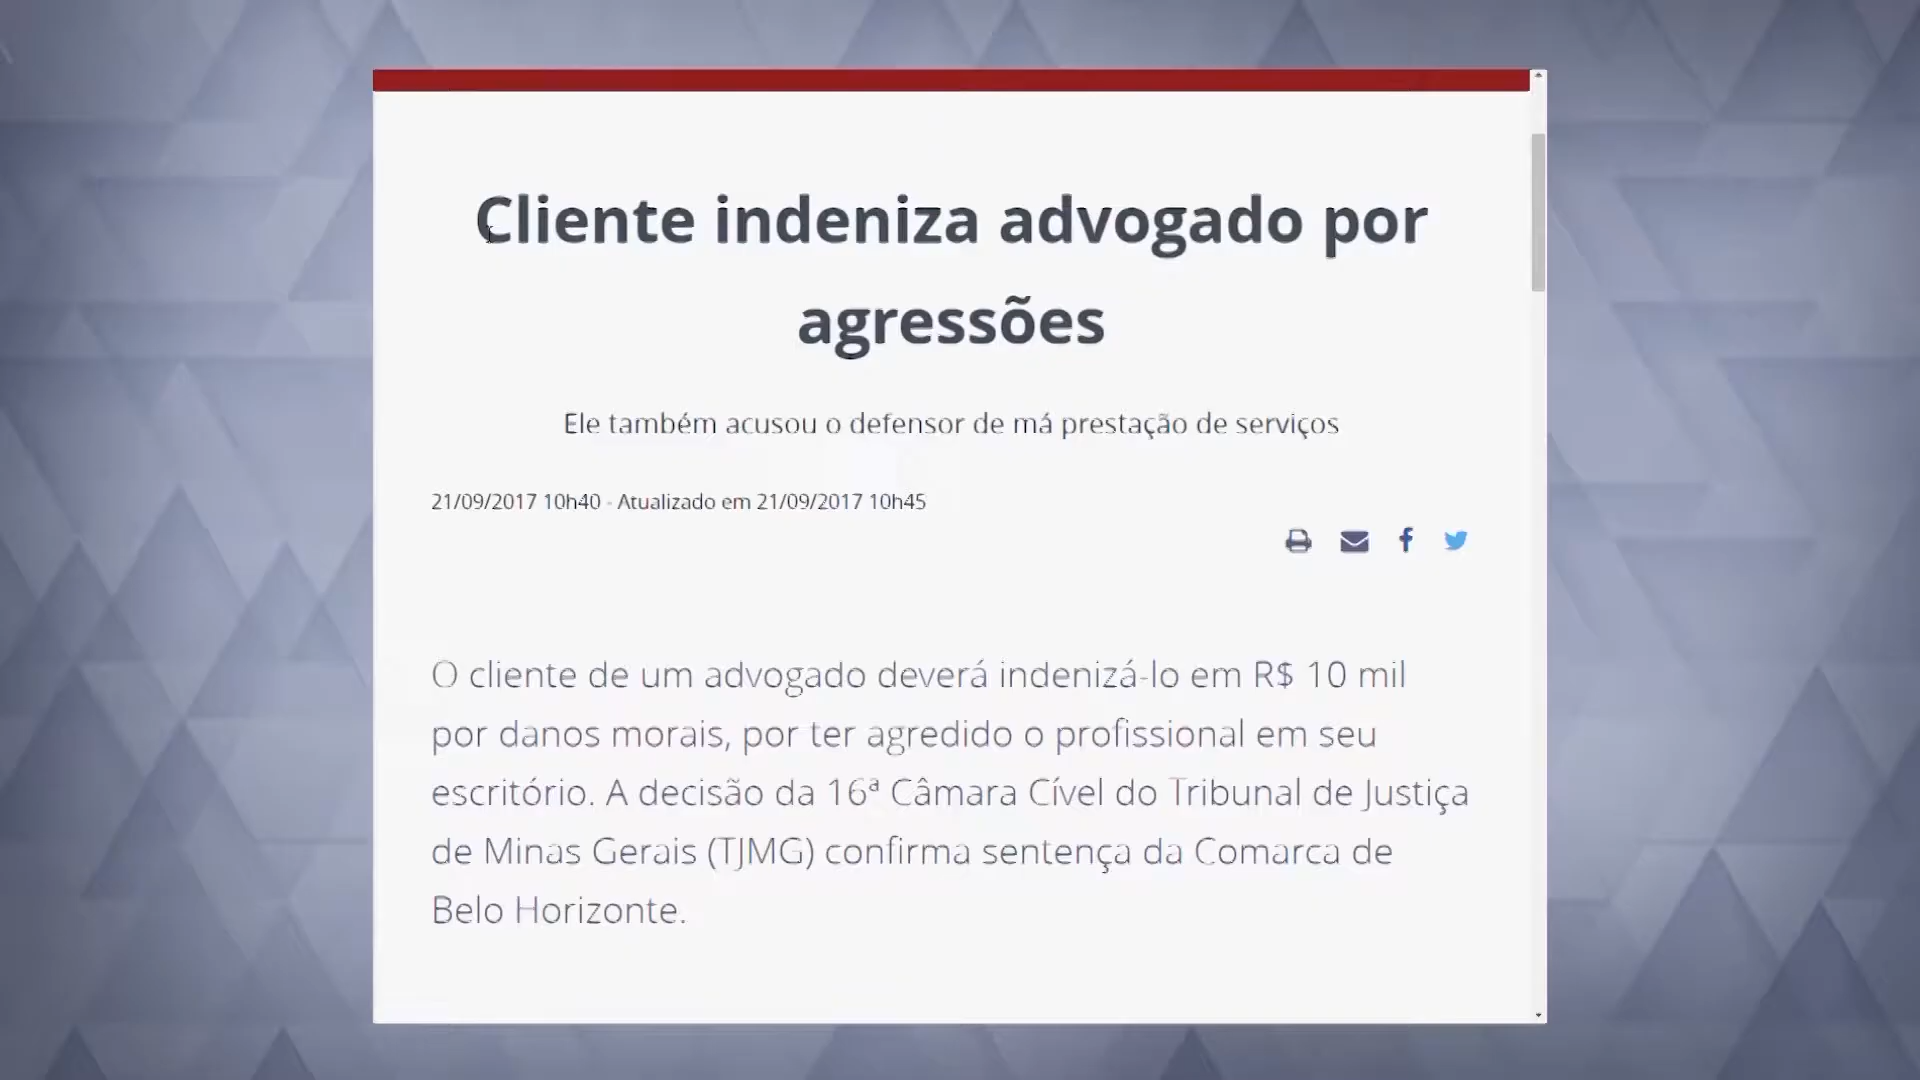 Cliente indeniza advogado por
agressões
Ele também acusou o defensor de má prestação de serviços
21/09/2017 10h40 - Atualizado em 21/09/2017 10h45
O cliente de um advogado deverá indenizá-lo em R$ 10 mil
por danos morais, por ter agredido o profissional em seu
escritório. A decisão da 16ª Câmara Cível do Tribunal de Justiça
de Minas Gerais (TJMG) confirma sentença da Comarca de
Belo Horizonte.